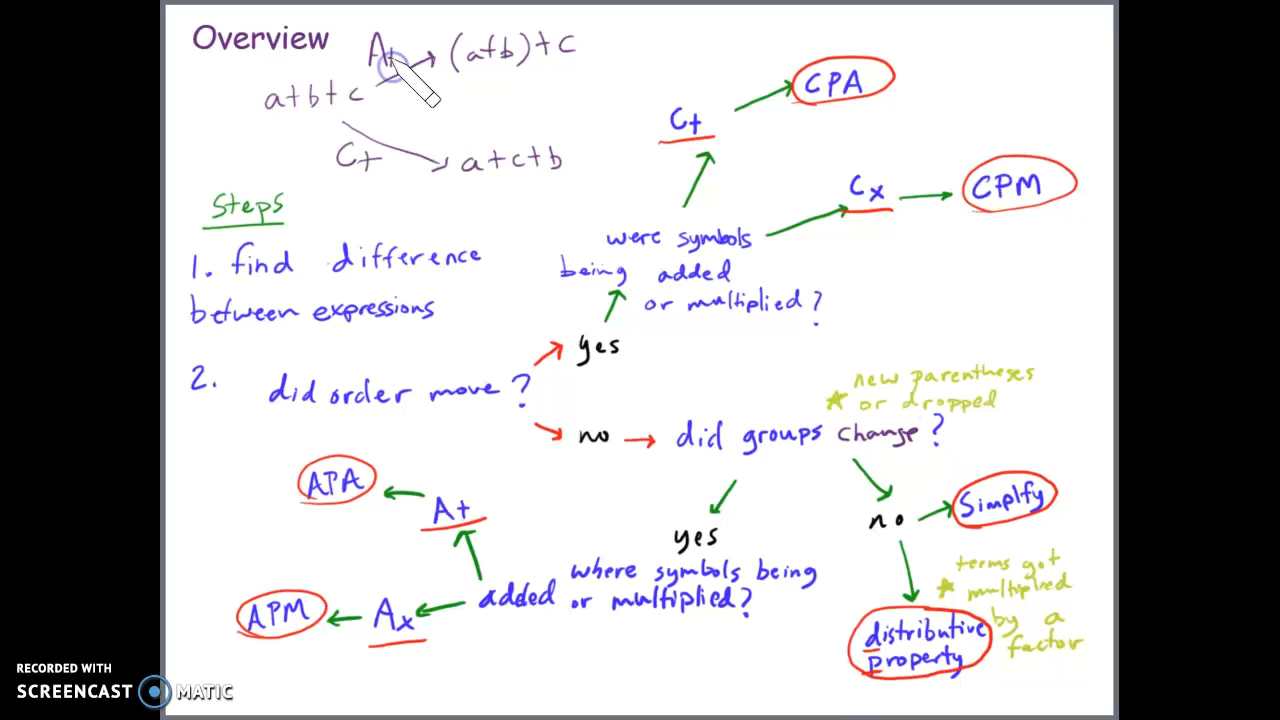 Overview
A+
(a+b)+c
a+b+c
C+
a+c+b
C+
CPA
Cx
CPM
Steps
1. find difference
between expressions
were symbols
being added
or multiplied?
yes
2. did order move?
no
did groups change?
new parentheses
★ or dropped
APA
A+
yes
no
Simplfy
where symbols being
added or multiplied?
APM
Ax
terms got
★ multiplied
by a
factor
distributive
property
RECORDED WITH
SCREENCAST MATIC